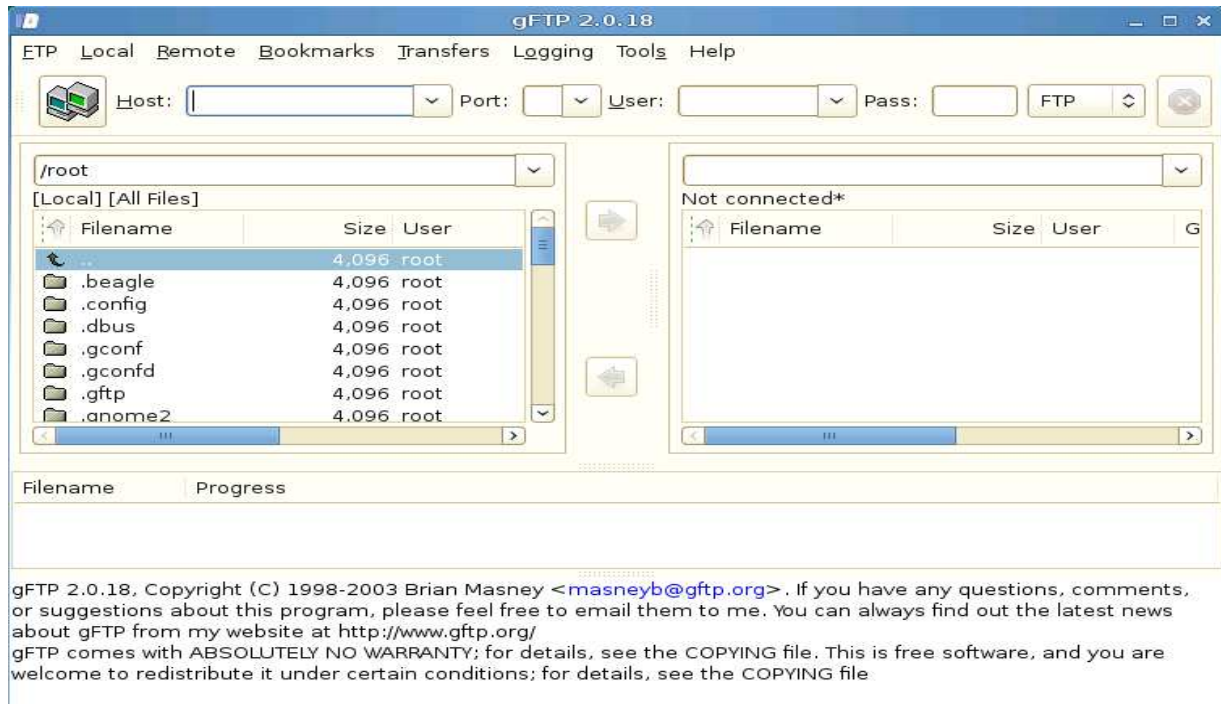 gFTP 2.0.18
FTP Local Remote Bookmarks Transfers Logging Tools Help
Host: Port: User: Pass: FTP
/root
[Local] [All Files]
Filename Size User
.. 4,096 root
.beagle 4,096 root
.config 4,096 root
.dbus 4,096 root
.gconf 4,096 root
.gconfd 4,096 root
.gftp 4,096 root
.gnome2 4,096 root
Not connected*
Filename Size User G
Filename Progress
gFTP 2.0.18, Copyright (C) 1998-2003 Brian Masney <masneyb@gftp.org>. If you have any questions, comments,
or suggestions about this program, please feel free to email them to me. You can always find out the latest news
about gFTP from my website at http://www.gftp.org/
gFTP comes with ABSOLUTELY NO WARRANTY; for details, see the COPYING file. This is free software, and you are
welcome to redistribute it under certain conditions; for details, see the COPYING file